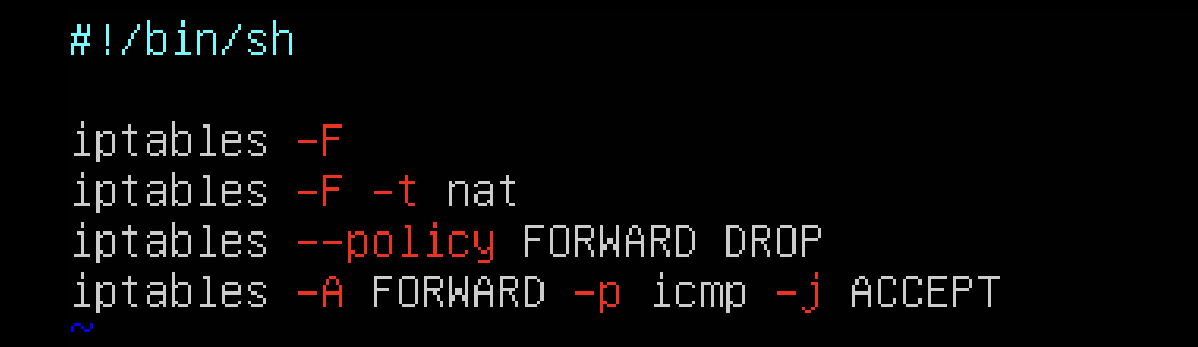 #!/bin/sh
iptables -F
iptables -F -t nat
iptables --policy FORWARD DROP
iptables -A FORWARD -p icmp -j ACCEPT
~